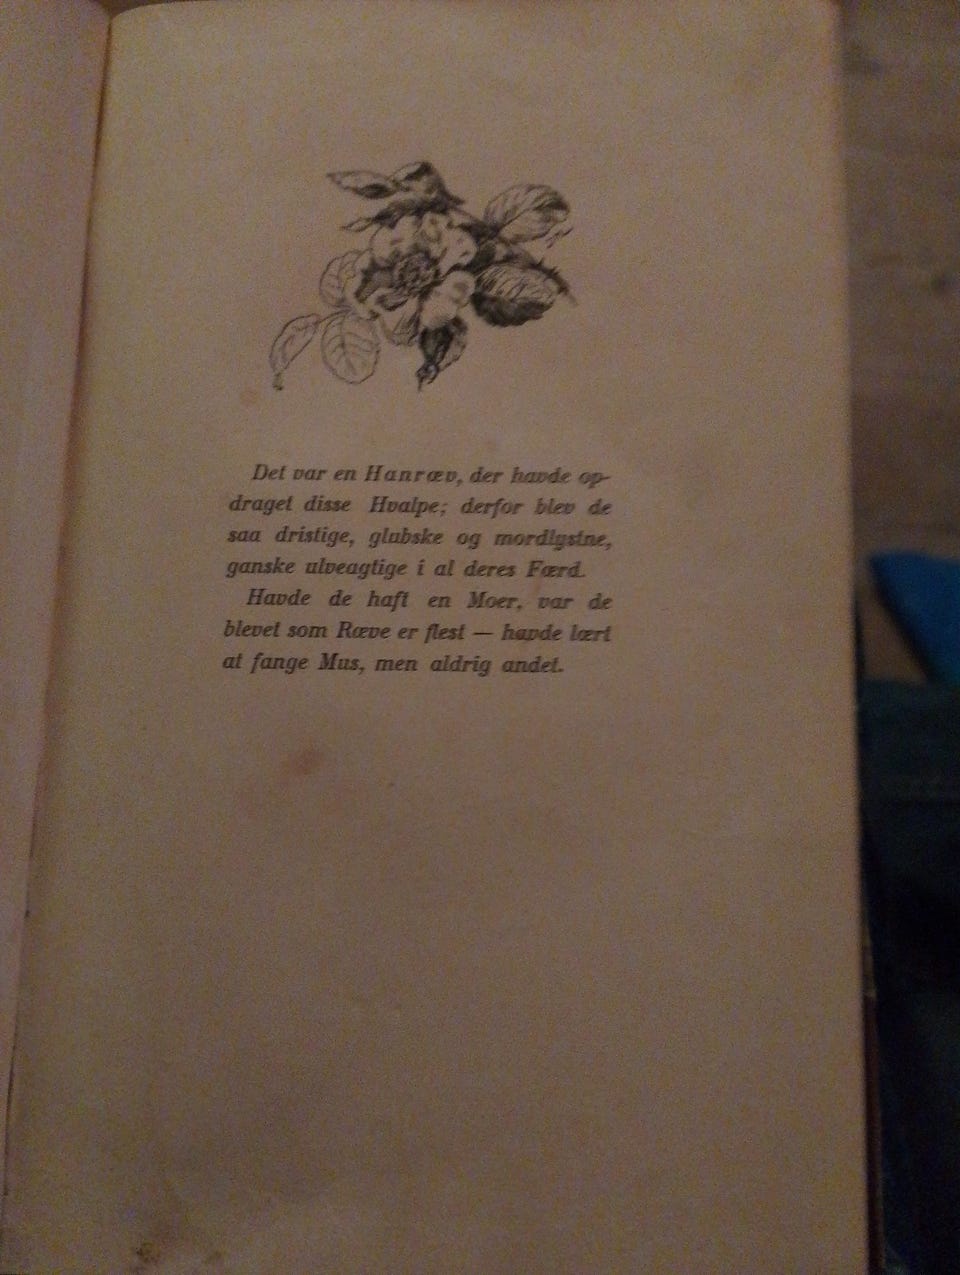 Det var en Hanræv, der havde op-
draget disse Hvalpe; derfor blev de
saa dristige, glubske og mordlystne,
ganske ulveagtige i al deres Færd.
Havde de haft en Moer, var de
blevet som Ræve er flest — havde lært
at fange Mus, men aldrig andet.